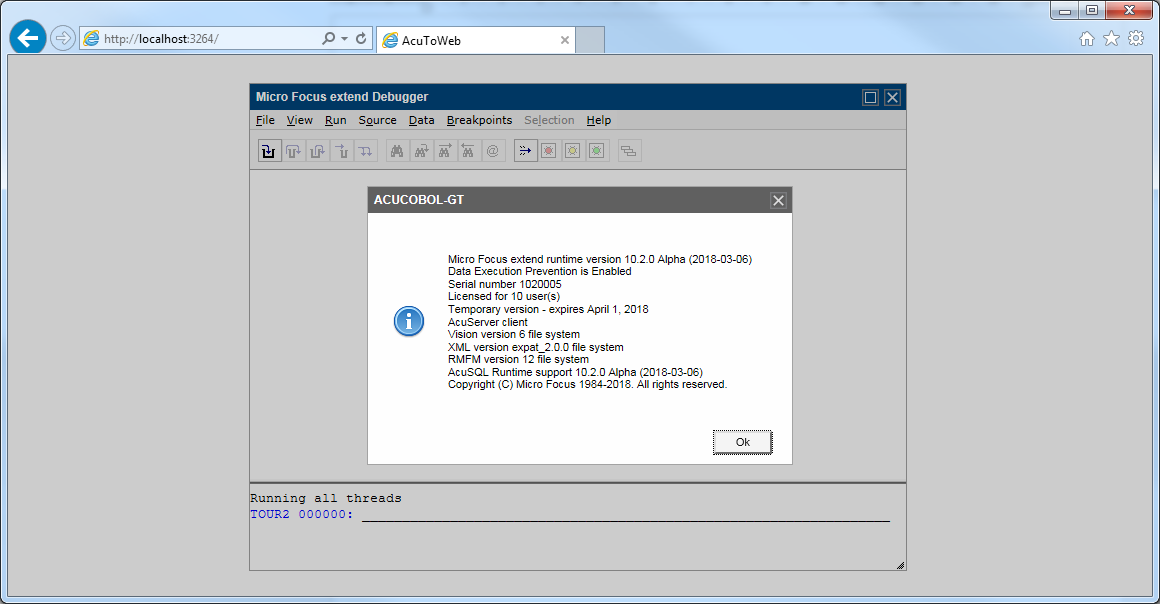 http://localhost:3264/
AcuToWeb
Micro Focus extend Debugger
File View Run Source Data Breakpoints Selection Help
@
ACUCOBOL-GT
Micro Focus extend runtime version 10.2.0 Alpha (2018-03-06)
Data Execution Prevention is Enabled
Serial number 1020005
Licensed for 10 user(s)
Temporary version - expires April 1, 2018
AcuServer client
Vision version 6 file system
XML version expat_2.0.0 file system
RMFM version 12 file system
AcuSQL Runtime support 10.2.0 Alpha (2018-03-06)
Copyright (C) Micro Focus 1984-2018. All rights reserved.
Ok
Running all threads
TOUR2 000000: